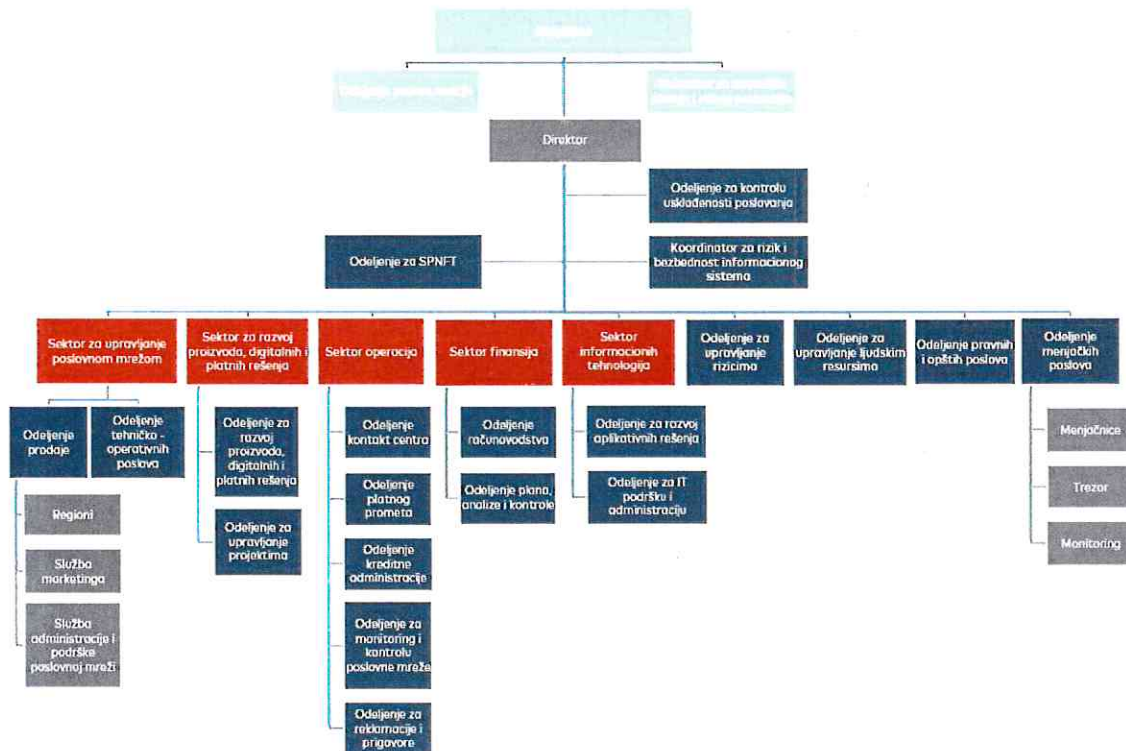 Direktor
Odeljenje za kontrolu
usklađenosti poslovanja
Odeljenje za SPNFT
Koordinator za rizik i
bezbednost informacionog
sistema
Sektor za upravljanje
poslovnom mrežom
Sektor za razvoj
proizvoda, digitalnih i
platnih rešenja
Sektor operacija
Sektor finansija
Sektor
informacionih
tehnologija
Odeljenje za
upravljanje
rizicima
Odeljenje za
upravljanje ljudskim
resursima
Odeljenje pravnih
i opštih poslova
Odeljenje
menjačkih
poslova
Odeljenje
prodaje
Odeljenje
tehničko -
operativnih
poslova
Regioni
Služba
marketinga
Služba
administracije i
podrške
poslovnoj mreži
Odeljenje za
razvoj
proizvoda,
digitalnih i
platnih rešenja
Odeljenje za
upravljanje
projektima
Odeljenje
kontakt centra
Odeljenje
platnog
prometa
Odeljenje
kreditne
administracije
Odeljenje za
monitoring i
kontrolu
poslovne mreže
Odeljenje za
reklamacije i
prigovore
Odeljenje
računovodstva
Odeljenje plana,
analize i kontrole
Odeljenje za razvoj
aplikativnih rešenja
Odeljenje za IT
podršku i
administraciju
Menjačnice
Trezor
Monitoring